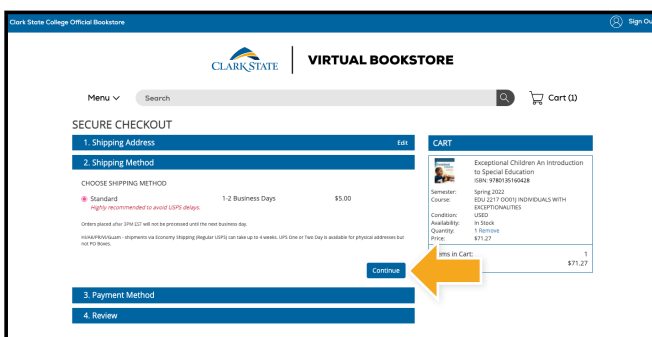 Clark State College Official Bookstore
Sign Ou
CLARK STATE
VIRTUAL BOOKSTORE
Menu
Search
Cart (1)
SECURE CHECKOUT
1. Shipping Address
Edit
2. Shipping Method
CHOOSE SHIPPING METHOD
Standard 1-2 Business Days $5.00
Highly recommended to avoid USPS delays.
Orders placed after 3PM EST will not be processed until the next business day.
HI/AK/PR/VI/Guam - shipments via Economy Shipping (Regular USPS) can take up to 4 weeks. UPS One or Two Day is available for physical addresses but
not PO Boxes.
Continue
3. Payment Method
4. Review
CART
Exceptional Children An Introduction
to Special Education
ISBN: 9780135160428
Semester: Spring 2022
Course: EDU 2217 OO01) INDIVIDUALS WITH
EXCEPTIONALITIES
Condition: USED
Availability: In Stock
Quantity: 1 Remove
Price: $71.27
ems in Cart: 1
$71.27